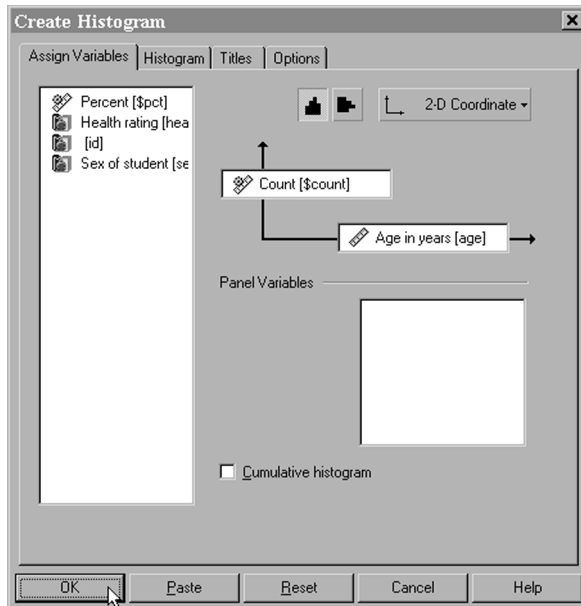 Create Histogram
Assign Variables Histogram Titles Options
Percent [$pct]
Health rating [hea
[id]
Sex of student [se
2-D Coordinate
Count [$count]
Age in years [age]
Panel Variables
Cumulative histogram
OK Paste Reset Cancel Help